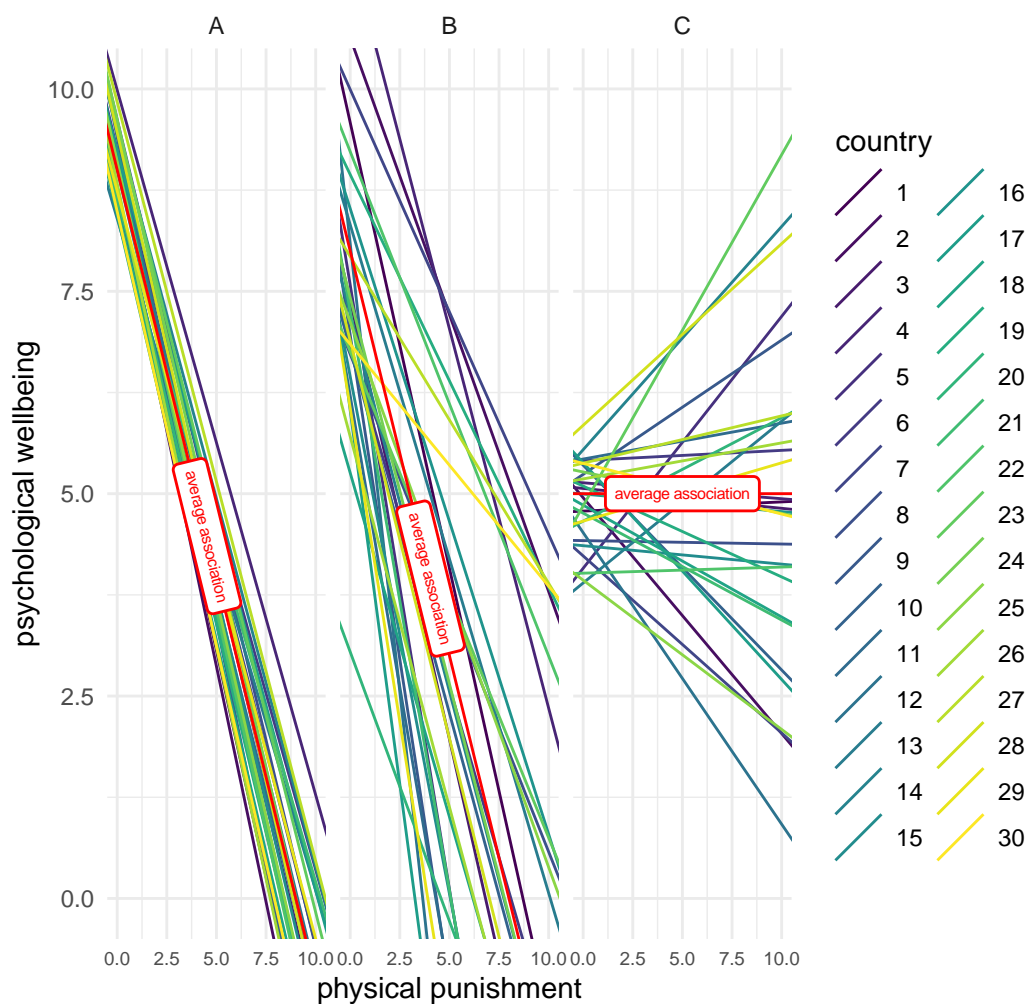 A B C
psychological wellbeing
10.0
7.5
5.0
2.5
0.0
average association
average association
average association
0.0 2.5 5.0 7.5 10.0 0.0 2.5 5.0 7.5 10.0 0.0 2.5 5.0 7.5 10.0
physical punishment
country
1 16
2 17
3 18
4 19
5 20
6 21
7 22
8 23
9 24
10 25
11 26
12 27
13 28
14 29
15 30